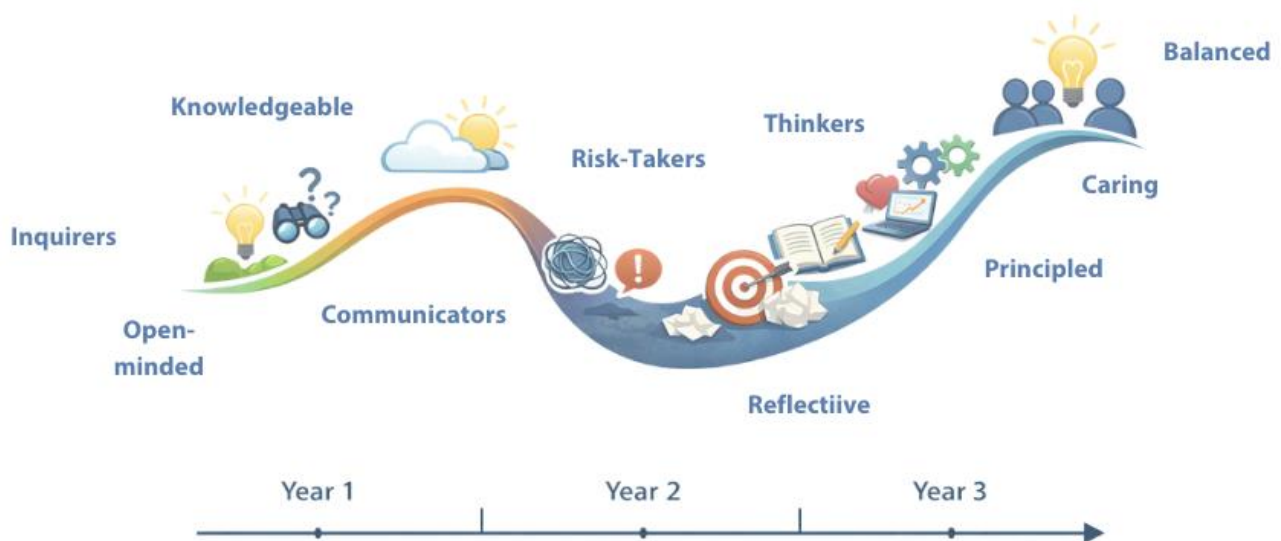 Balanced
Knowledgeable
Thinkers
Risk-Takers
Caring
Inquirers
Principled
Communicators
Open-
minded
Reflectiive
Year 1
Year 2
Year 3
?
?
!